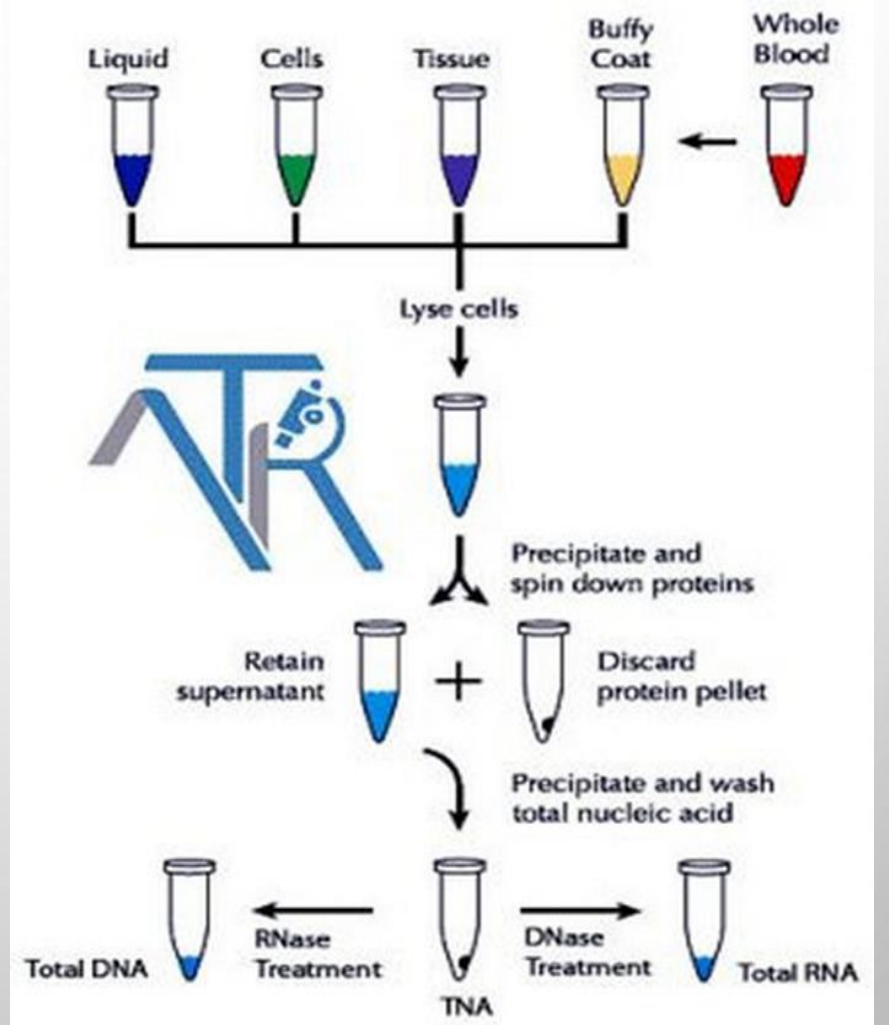 Liquid
Cells
Tissue
Buffy
Coat
Whole
Blood
Lyse cells
Precipitate and
spin down proteins
Retain
supernatant
Discard
protein pellet
Precipitate and wash
total nucleic acid
Total DNA
RNase
Treatment
TNA
DNase
Treatment
Total RNA